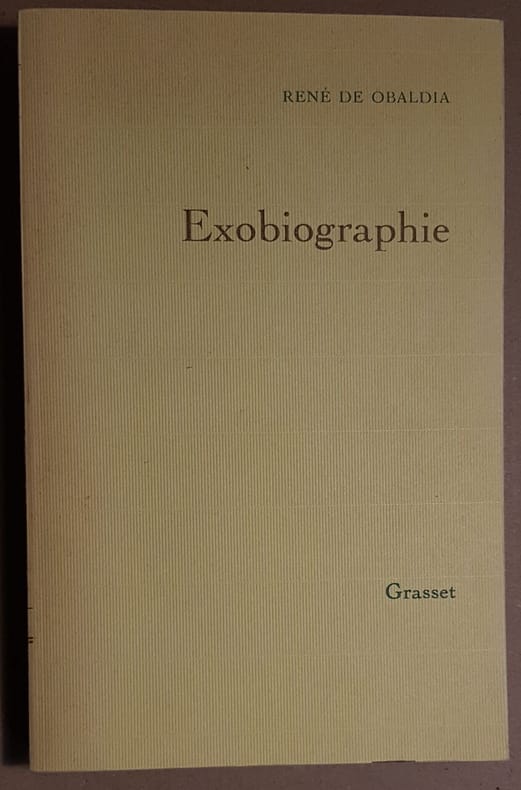 RENÉ DE OBALDIA
Exobiographie
Grasset